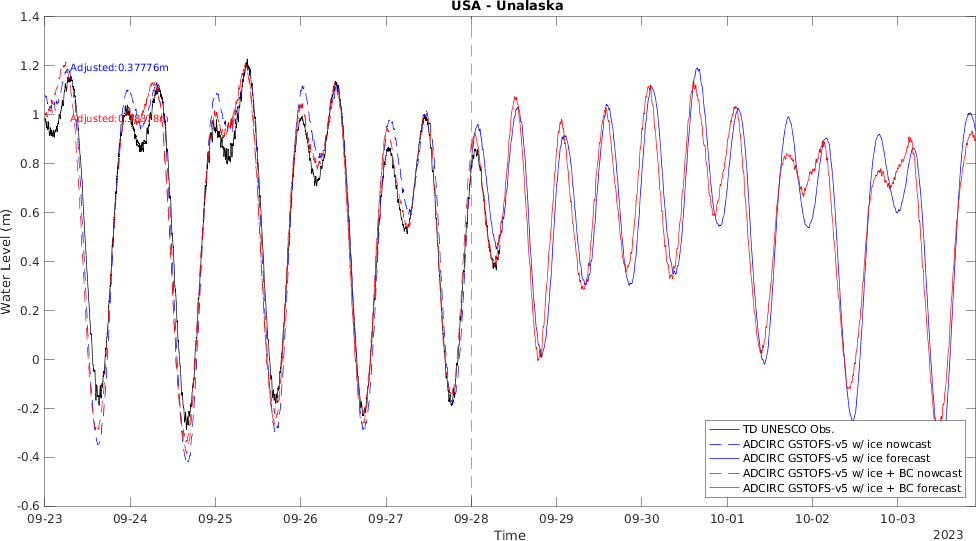 USA - Unalaska
1.4
1.2
1
0.8
0.6
0.4
0.2
0
-0.2
-0.4
-0.6
Water Level (m)
Adjusted:0.37776m
TD UNESCO Obs.
ADCIRC GSTOFS-v5 w/ ice nowcast
ADCIRC GSTOFS-v5 w/ ice forecast
ADCIRC GSTOFS-v5 w/ ice + BC nowcast
ADCIRC GSTOFS-v5 w/ ice + BC forecast
09-23 09-24 09-25 09-26 09-27 09-28 09-29 09-30 10-01 10-02 10-03
Time
2023